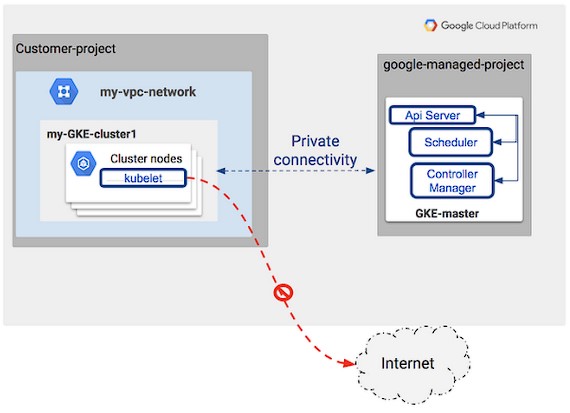 Google Cloud Platform
Customer-project
my-vpc-network
my-GKE-cluster1
Cluster nodes
kubelet
Private
connectivity
google-managed-project
Api Server
Scheduler
Controller
Manager
GKE-master
Internet